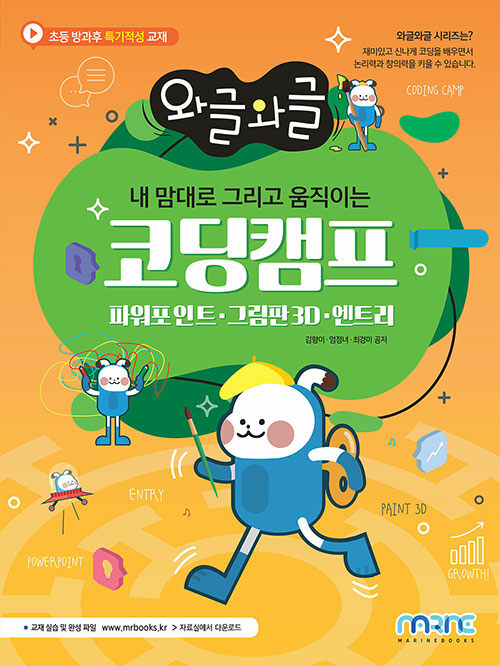 초등 방과후 특기적성 교재
와글와글 시리즈는?
재미있고 신나게 코딩을 배우면서
논리력과 창의력을 키울 수 있습니다.
CODING CAMP
와글와글
내 맘대로 그리고 움직이는
코딩캠프
파워포인트·그림판 3D·엔트리
김향미·엄정녀·최경미 공저
ENTRY
PAINT 3D
POWERPOINT
GROWTH!
MARINE
MARINEBOOKS
• 교재 실습 및 완성 파일 www.mrbooks.kr > 자료실에서 다운로드